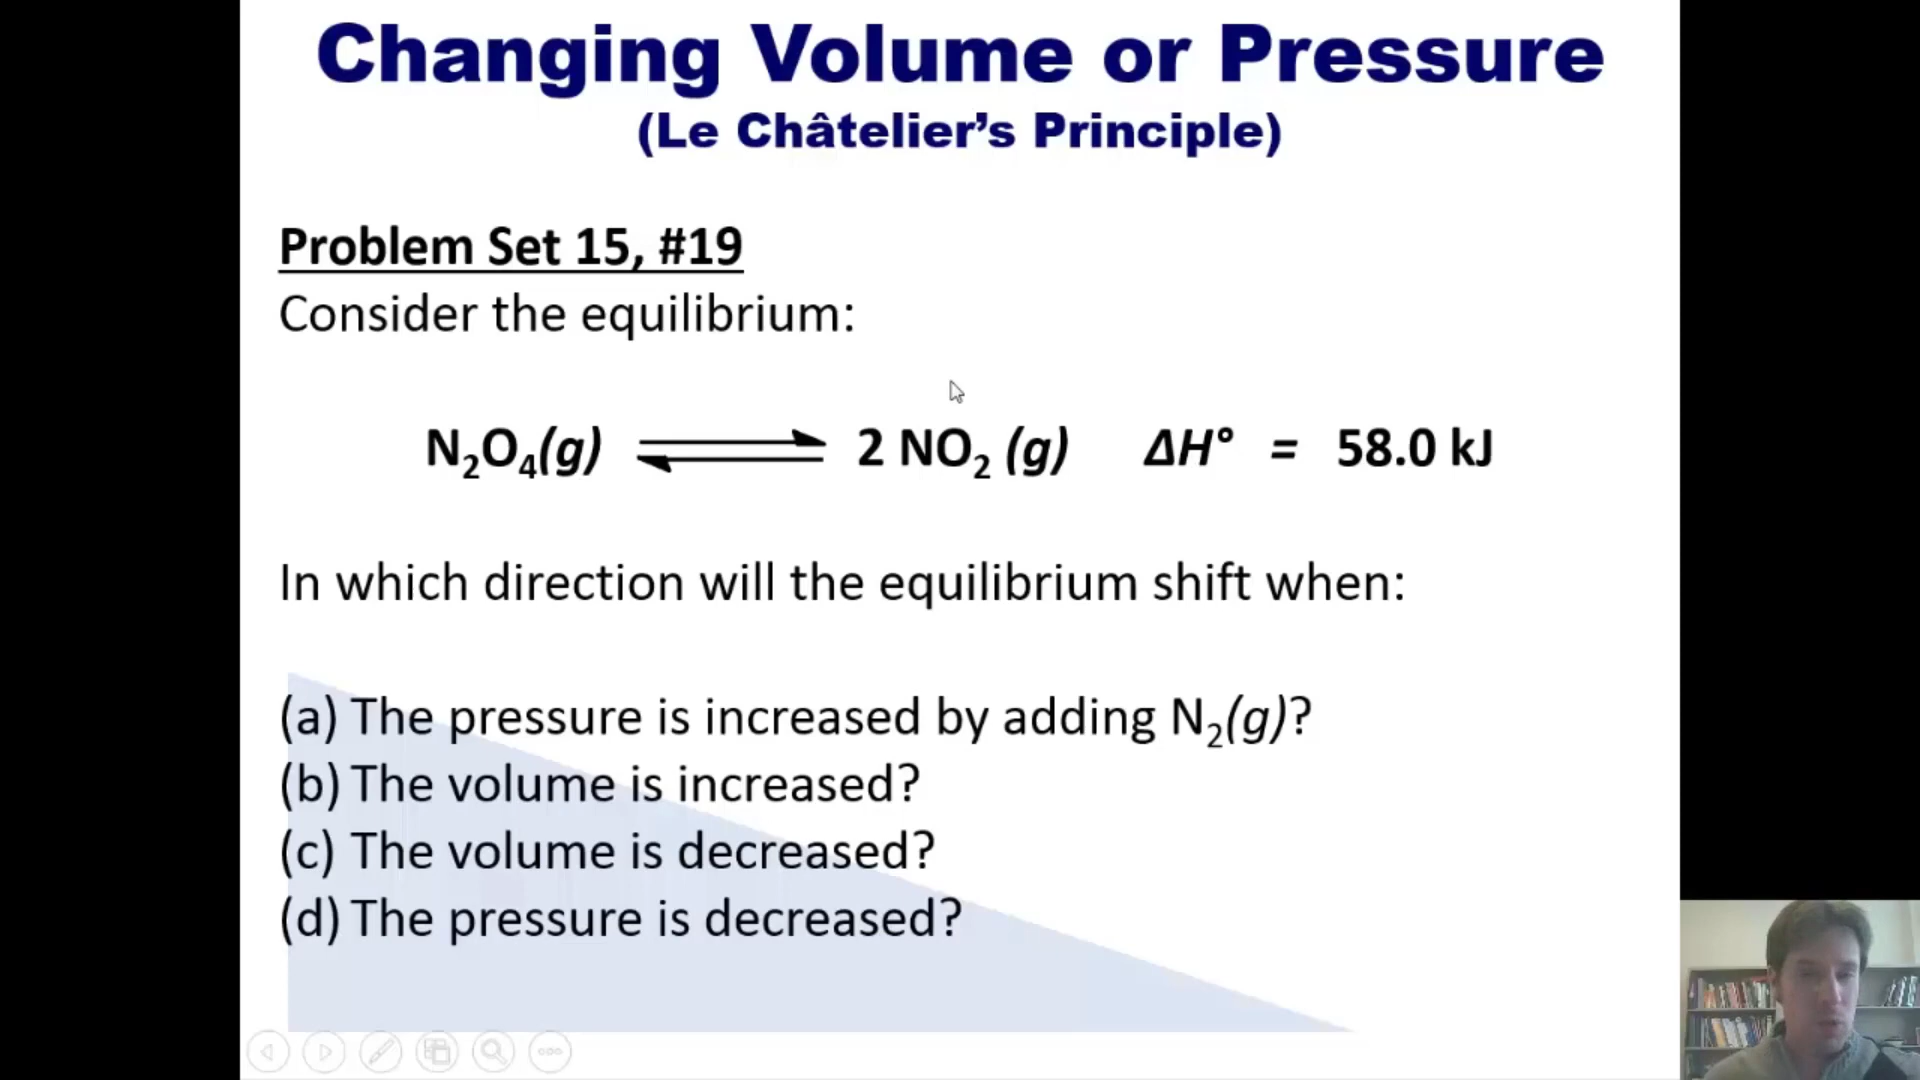 Changing Volume or Pressure
(Le Châtelier’s Principle)
Problem Set 15, #19
Consider the equilibrium:
N₂O₄(g) ⇌ 2 NO₂ (g) ΔH° = 58.0 kJ
In which direction will the equilibrium shift when:
(a) The pressure is increased by adding N₂(g)?
(b) The volume is increased?
(c) The volume is decreased?
(d) The pressure is decreased?